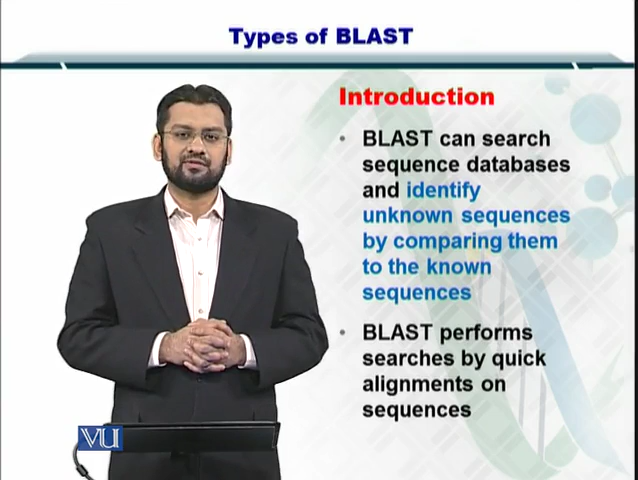 Types of BLAST
Introduction
• BLAST can search
sequence databases
and identify
unknown sequences
by comparing them
to the known
sequences
• BLAST performs
searches by quick
alignments on
sequences
VU